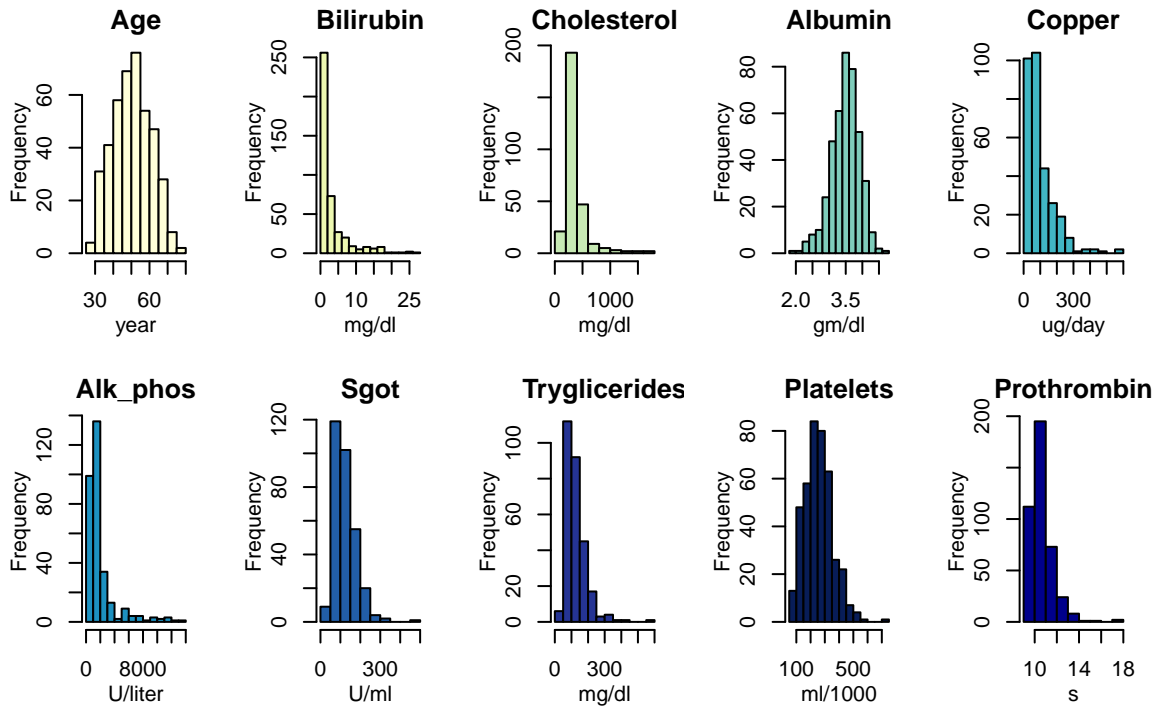 Age
Frequency
0 20 40 60
30 60
year
Bilirubin
Frequency
0 50 150 250
0 10 25
mg/dl
Cholesterol
Frequency
0 50 100 200
0 1000
mg/dl
Albumin
Frequency
0 20 40 60 80
2.0 3.5
gm/dl
Copper
Frequency
0 20 60 100
0 300
ug/day
Alk_phos
Frequency
0 40 80 120
0 8000
U/liter
Sgot
Frequency
0 40 80 120
0 300
U/ml
Tryglicerides
Frequency
0 20 60 100
0 300
mg/dl
Platelets
Frequency
0 20 40 60 80
100 500
ml/1000
Prothrombin
Frequency
0 50 100 200
10 14 18
s